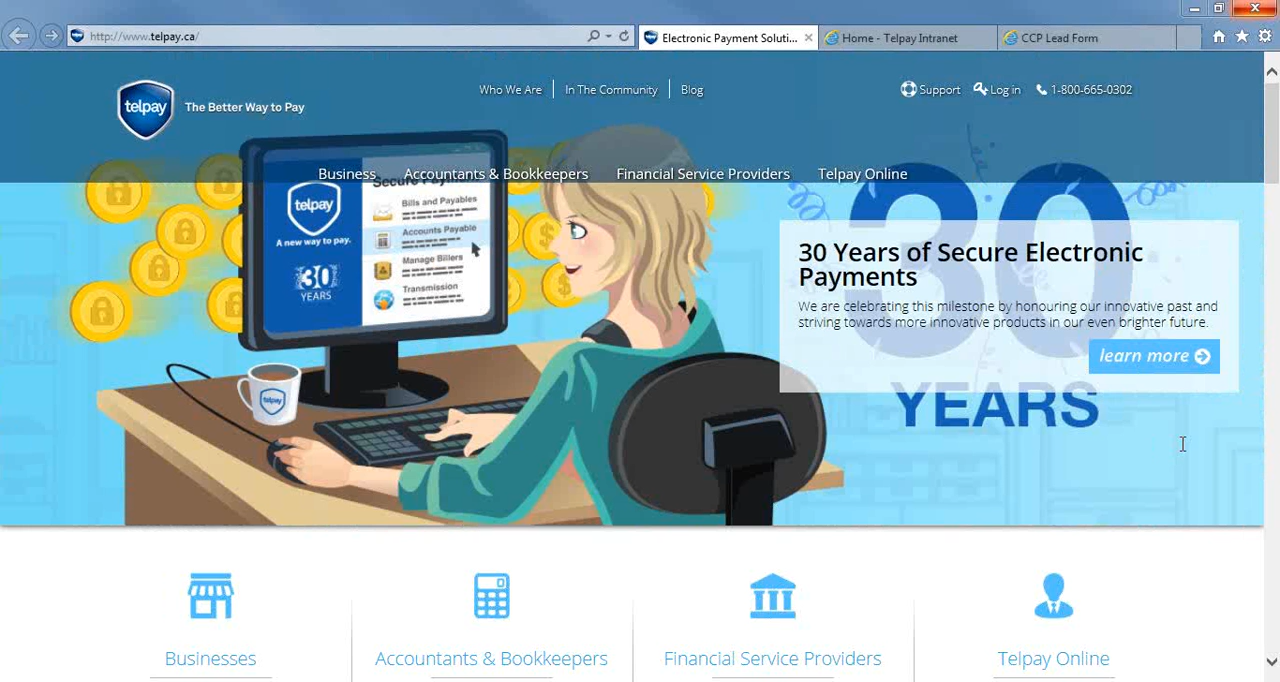 http://www.telpay.ca/
Electronic Payment Soluti...
Home - Telpay Intranet
CCP Lead Form
telpay
The Better Way to Pay
Who We Are
In The Community
Blog
Support
Log in
1-800-665-0302
Business
Accountants & Bookkeepers
Financial Service Providers
Telpay Online
telpay
A new way to pay.
30
YEARS
Bills and Payables
Accounts Payable
Manage Billers
Transmission
telpay
30
YEARS
30 Years of Secure Electronic
Payments
We are celebrating this milestone by honouring our innovative past and
striving towards more innovative products in our even brighter future.
learn more
Businesses
Accountants & Bookkeepers
Financial Service Providers
Telpay Online